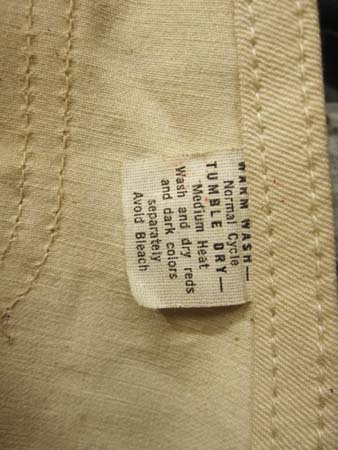 WARM WASH—
Normal Cycle
TUMBLE DRY—
Medium Heat
Wash and dry reds
and dark colors
separately
Avoid Bleach